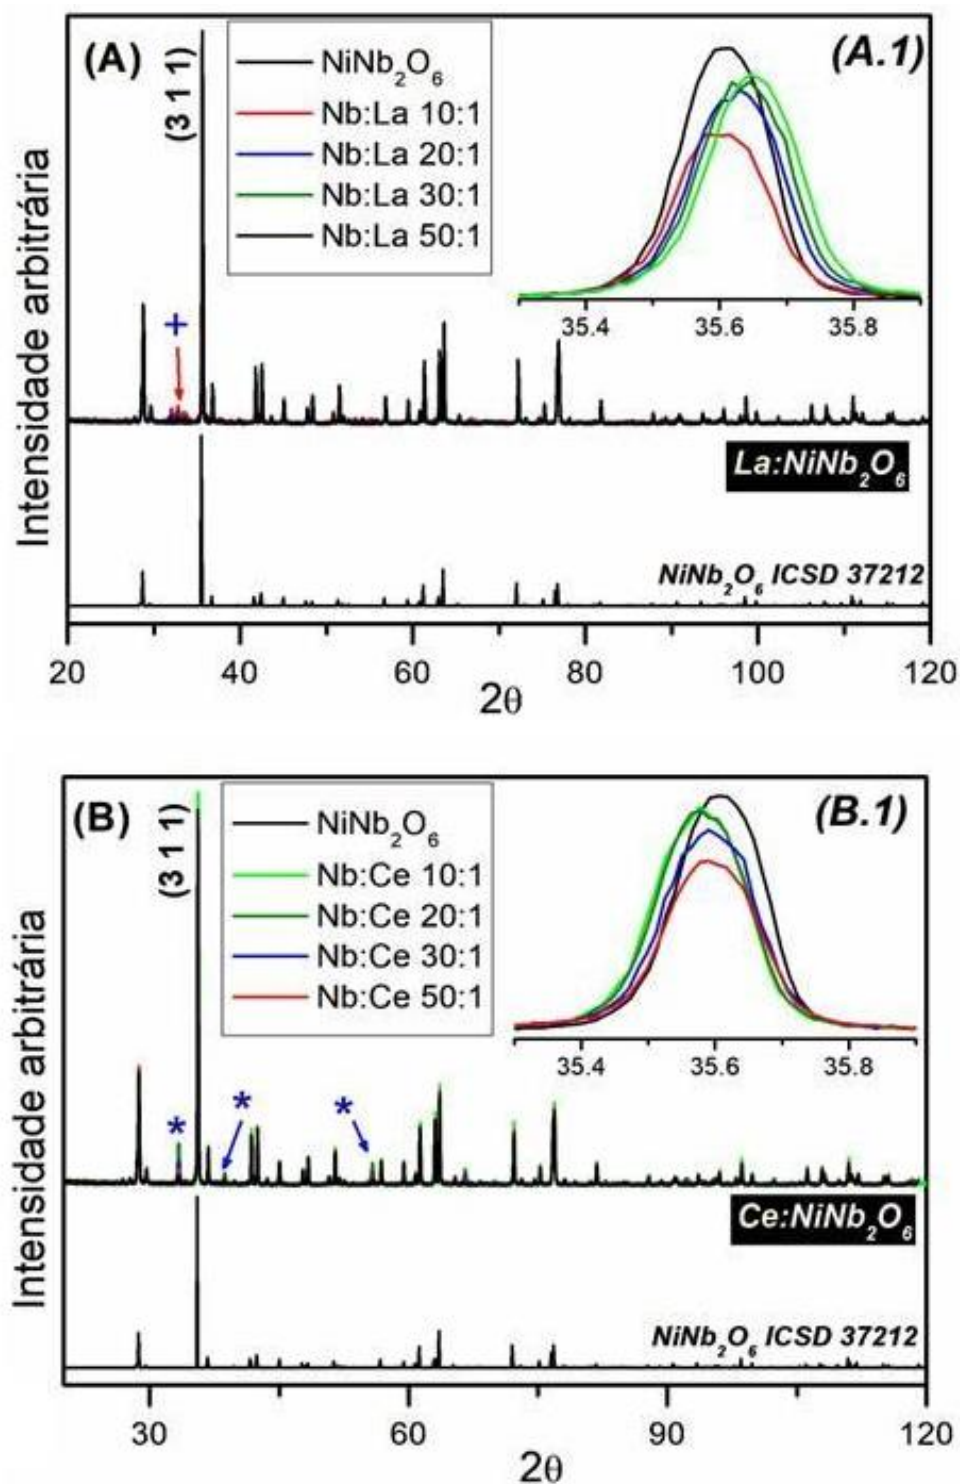 (A)
(3 1 1)
NiNb₂O₆
Nb:La 10:1
Nb:La 20:1
Nb:La 30:1
Nb:La 50:1
(A.1)
35.4 35.6 35.8
+
Intensidade arbitrária
La:NiNb₂O₆
NiNb₂O₆ ICSD 37212
20 40 60 80 100 120
2θ
(B)
(3 1 1)
NiNb₂O₆
Nb:Ce 10:1
Nb:Ce 20:1
Nb:Ce 30:1
Nb:Ce 50:1
(B.1)
35.4 35.6 35.8
* * *
Intensidade arbitrária
Ce:NiNb₂O₆
NiNb₂O₆ ICSD 37212
30 60 90 120
2θ